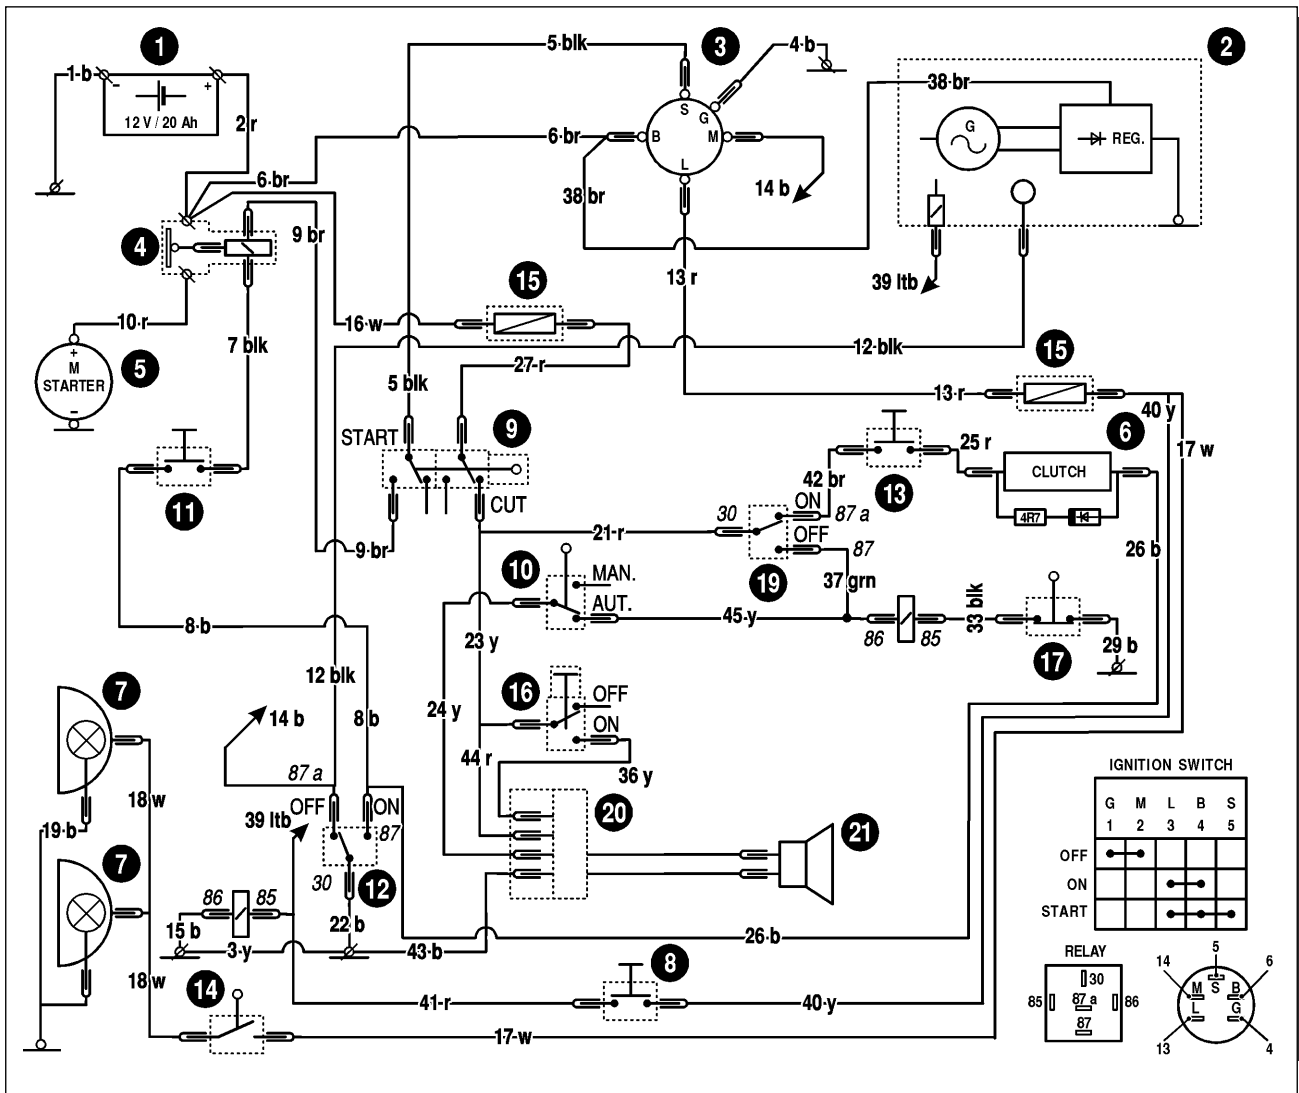 1
5 blk
3
4 b
2
1 b
38 br
12 V / 20 Ah
2 r
S
G
B
M
L
6 br
G
REG.
6 br
38 br
14 b
4
9 br
13 r
39 ltb
15
10 r
16 w
7 blk
12 blk
15
+
M
STARTER
−
5
27 r
5 blk
13 r
40 y
START
9
6
17 w
25 r
CLUTCH
42 br
13
11
CUT
4R7
30
ON
87 a
21 r
OFF
87
9 br
26 b
10
MAN.
AUT.
19
37 grn
45 y
33 blk
86
85
8 b
23 y
29 b
17
12 blk
7
16
OFF
ON
24 y
14 b
8 b
44 r
36 y
87 a
IGNITION SWITCH
G M L B S
1 2 3 4 5
OFF
ON
START
18 w
OFF
ON
39 ltb
87
20
21
19 b
7
30
12
86
85
15 b
3 y
22 b
43 b
26 b
18 w
14
41 r
8
40 y
17 w
RELAY
30
85
87 a
86
87
5
14
6
M
S
B
L
G
13
4